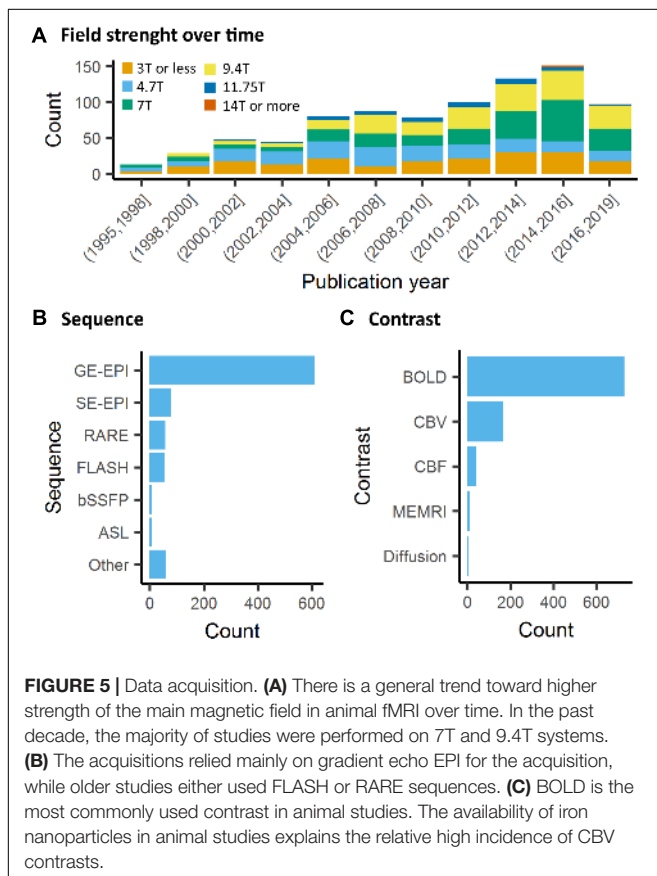 A Field strenght over time
150
100
50
0
Count
3T or less
4.7T
7T
9.4T
11.75T
14T or more
(1995,1998]
(1998,2000]
(2000,2002]
(2002,2004]
(2004,2006]
(2006,2008]
(2008,2010]
(2010,2012]
(2012,2014]
(2014,2016]
(2016,2019]
Publication year
B Sequence
Sequence
GE-EPI
SE-EPI
RARE
FLASH
bSSFP
ASL
Other
0 200 400 600
Count
C Contrast
Contrast
BOLD
CBV
CBF
MEMRI
Diffusion
0 200 400 600
Count
FIGURE 5 | Data acquisition. (A) There is a general trend toward higher
strength of the main magnetic field in animal fMRI over time. In the past
decade, the majority of studies were performed on 7T and 9.4T systems.
(B) The acquisitions relied mainly on gradient echo EPI for the acquisition,
while older studies either used FLASH or RARE sequences. (C) BOLD is the
most commonly used contrast in animal studies. The availability of iron
nanoparticles in animal studies explains the relative high incidence of CBV
contrasts.